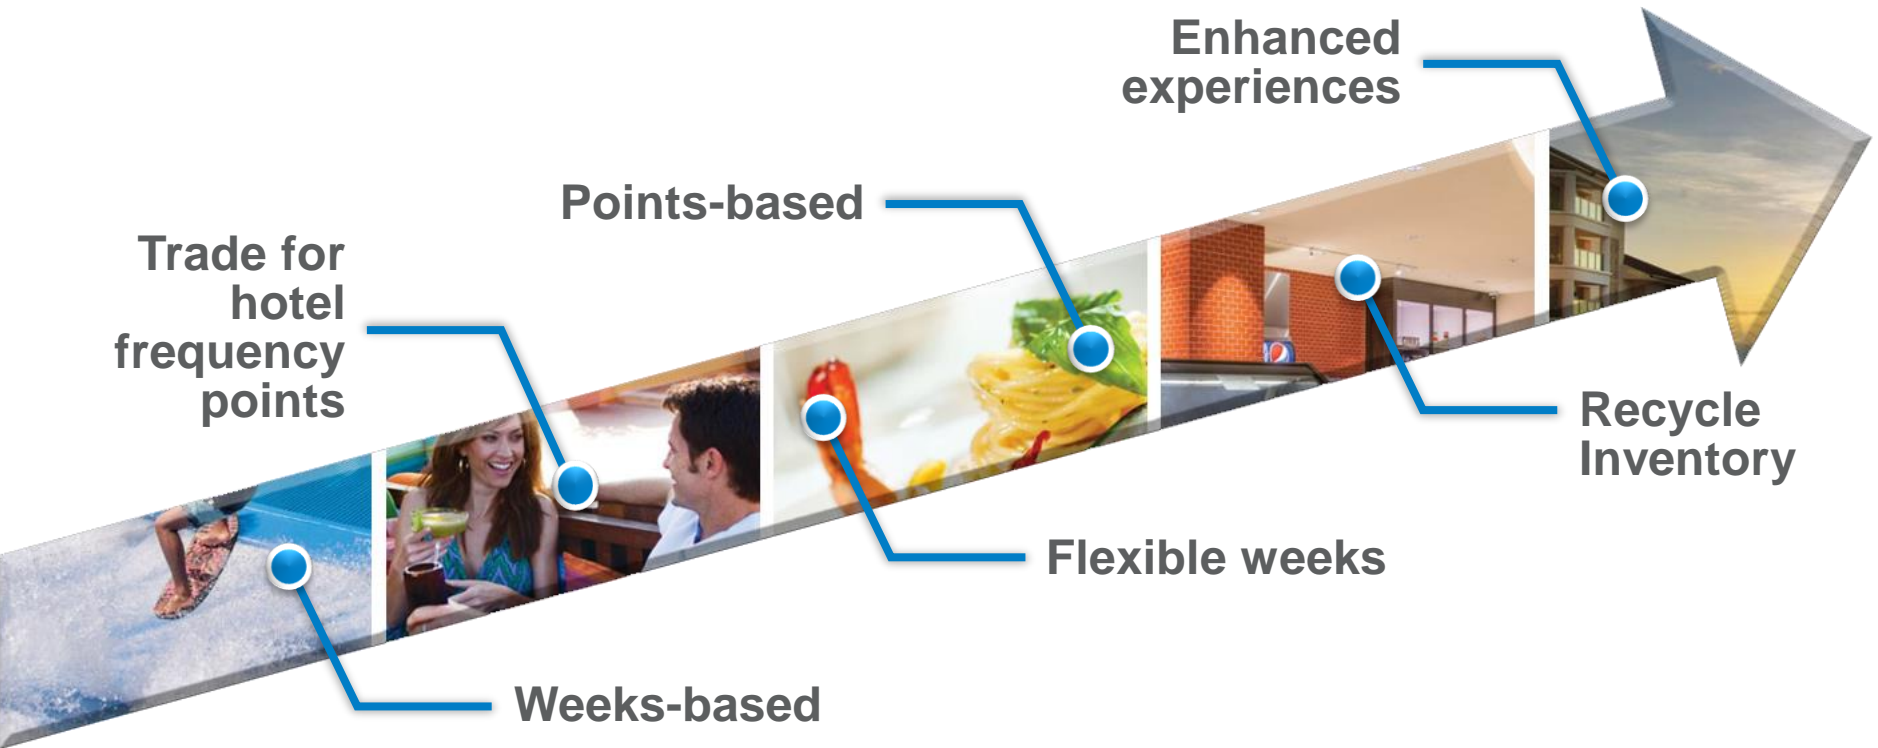 Enhanced
experiences
Points-based
Trade for
hotel
frequency
points
Recycle
Inventory
Flexible weeks
Weeks-based